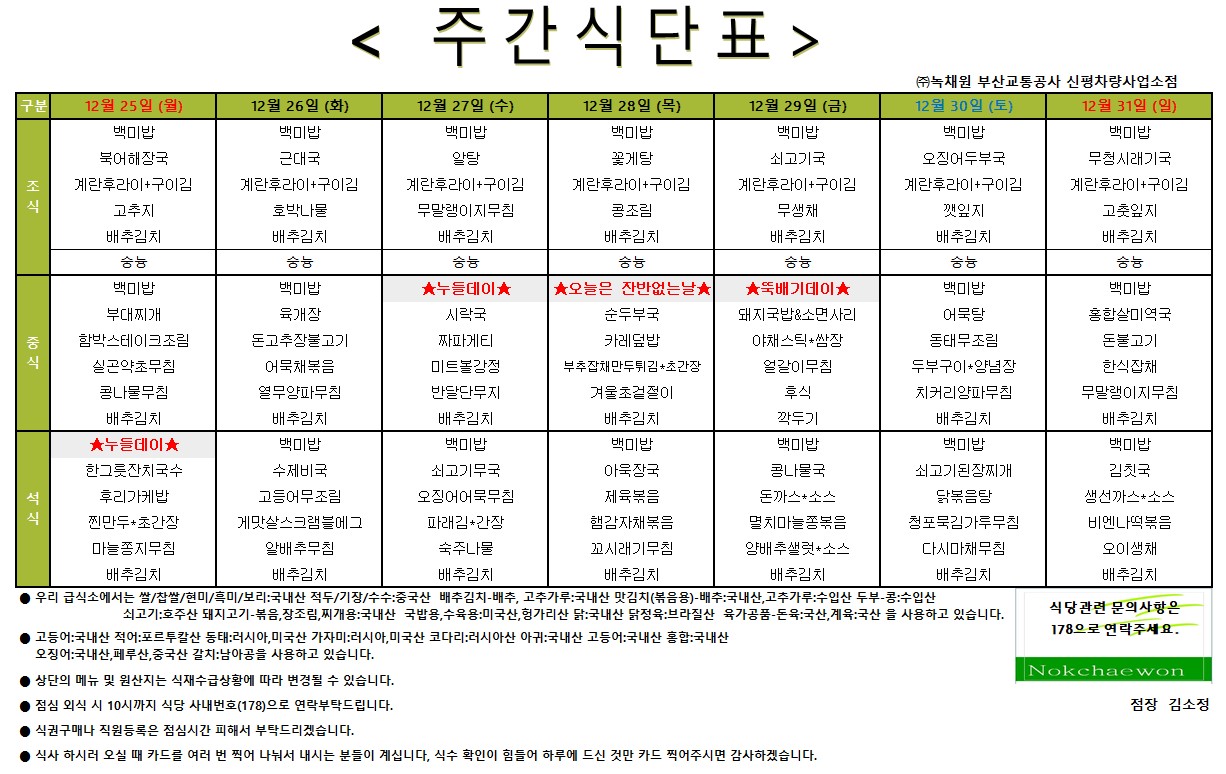 < 주간식단표 >
㈜녹채원 부산교통공사 신평차량사업소점
구분 12월 25일 (월) 12월 26일 (화) 12월 27일 (수) 12월 28일 (목) 12월 29일 (금) 12월 30일 (토) 12월 31일 (일)
조식
백미밥 백미밥 백미밥 백미밥 백미밥 백미밥 백미밥
북어해장국 근대국 알탕 꽃게탕 쇠고기국 오징어두부국 무청시래기국
계란후라이+구이김 계란후라이+구이김 계란후라이+구이김 계란후라이+구이김 계란후라이+구이김 계란후라이+구이김 계란후라이+구이김
고추지 호박나물 무말랭이지무침 콩조림 무생채 깻잎지 고춧잎지
배추김치 배추김치 배추김치 배추김치 배추김치 배추김치 배추김치
숭늉 숭늉 숭늉 숭늉 숭늉 숭늉 숭늉
중식
백미밥 백미밥 ★누들데이★ ★오늘은 잔반없는날★ ★뚝배기데이★ 백미밥 백미밥
부대찌개 육개장 시락국 순두부국 돼지국밥&소면사리 어묵탕 홍합살미역국
함박스테이크조림 돈고추장불고기 짜파게티 카레덮밥 야채스틱*쌈장 동태무조림 돈불고기
실곤약초무침 어묵채볶음 미트볼강정 부추잡채만두튀김*초간장 얼갈이무침 두부구이*양념장 한식잡채
콩나물무침 열무양파무침 반달단무지 겨울초겉절이 후식 치커리양파무침 무말랭이지무침
배추김치 배추김치 배추김치 배추김치 깍두기 배추김치 배추김치
석식
★누들데이★ 백미밥 백미밥 백미밥 백미밥 백미밥 백미밥
한그릇잔치국수 수제비국 쇠고기무국 아욱장국 콩나물국 쇠고기된장찌개 김칫국
후리가케밥 고등어무조림 오징어어묵무침 제육볶음 돈까스*소스 닭볶음탕 생선까스*소스
찐만두*초간장 게맛살스크램블에그 파래김*간장 햄감자채볶음 멸치마늘쫑볶음 청포묵김가루무침 비엔나떡볶음
마늘쫑지무침 알배추무침 숙주나물 꼬시래기무침 양배추샐럿*소스 다시마채무침 오이생채
배추김치 배추김치 배추김치 배추김치 배추김치 배추김치 배추김치
● 우리 급식소에서는 쌀/찹쌀/현미/흑미/보리:국내산 적두/기장/수수:중국산 배추김치-배추, 고추가루:국내산 맛김치(볶음용)-배추:국내산,고추가루:수입산 두부-콩:수입산
쇠고기:호주산 돼지고기-볶음,장조림,찌개용:국내산 국밥용,수육용:미국산,헝가리산 닭:국내산 닭정육:브라질산 육가공품-돈육:국산,계육:국산 을 사용하고 있습니다.
● 고등어:국내산 적어:포르투칼산 동태:러시아,미국산 가자미:러시아,미국산 코다리:러시아산 아귀:국내산 고등어:국내산 홍합:국내산
오징어:국내산,페루산,중국산 갈치:남아공을 사용하고 있습니다.
● 상단의 메뉴 및 원산지는 식재수급상황에 따라 변경될 수 있습니다.
● 점심 외식 시 10시까지 식당 사내번호(178)으로 연락부탁드립니다.
● 식권구매나 직원등록은 점심시간 피해서 부탁드리겠습니다.
● 식사 하시러 오실 때 카드를 여러 번 찍어 나눠서 내시는 분들이 계십니다, 식수 확인이 힘들어 하루에 드신 것만 카드 찍어주시면 감사하겠습니다.
식당관련 문의사항은
178으로 연락주세요.
Nokchaewon
점장 김소정